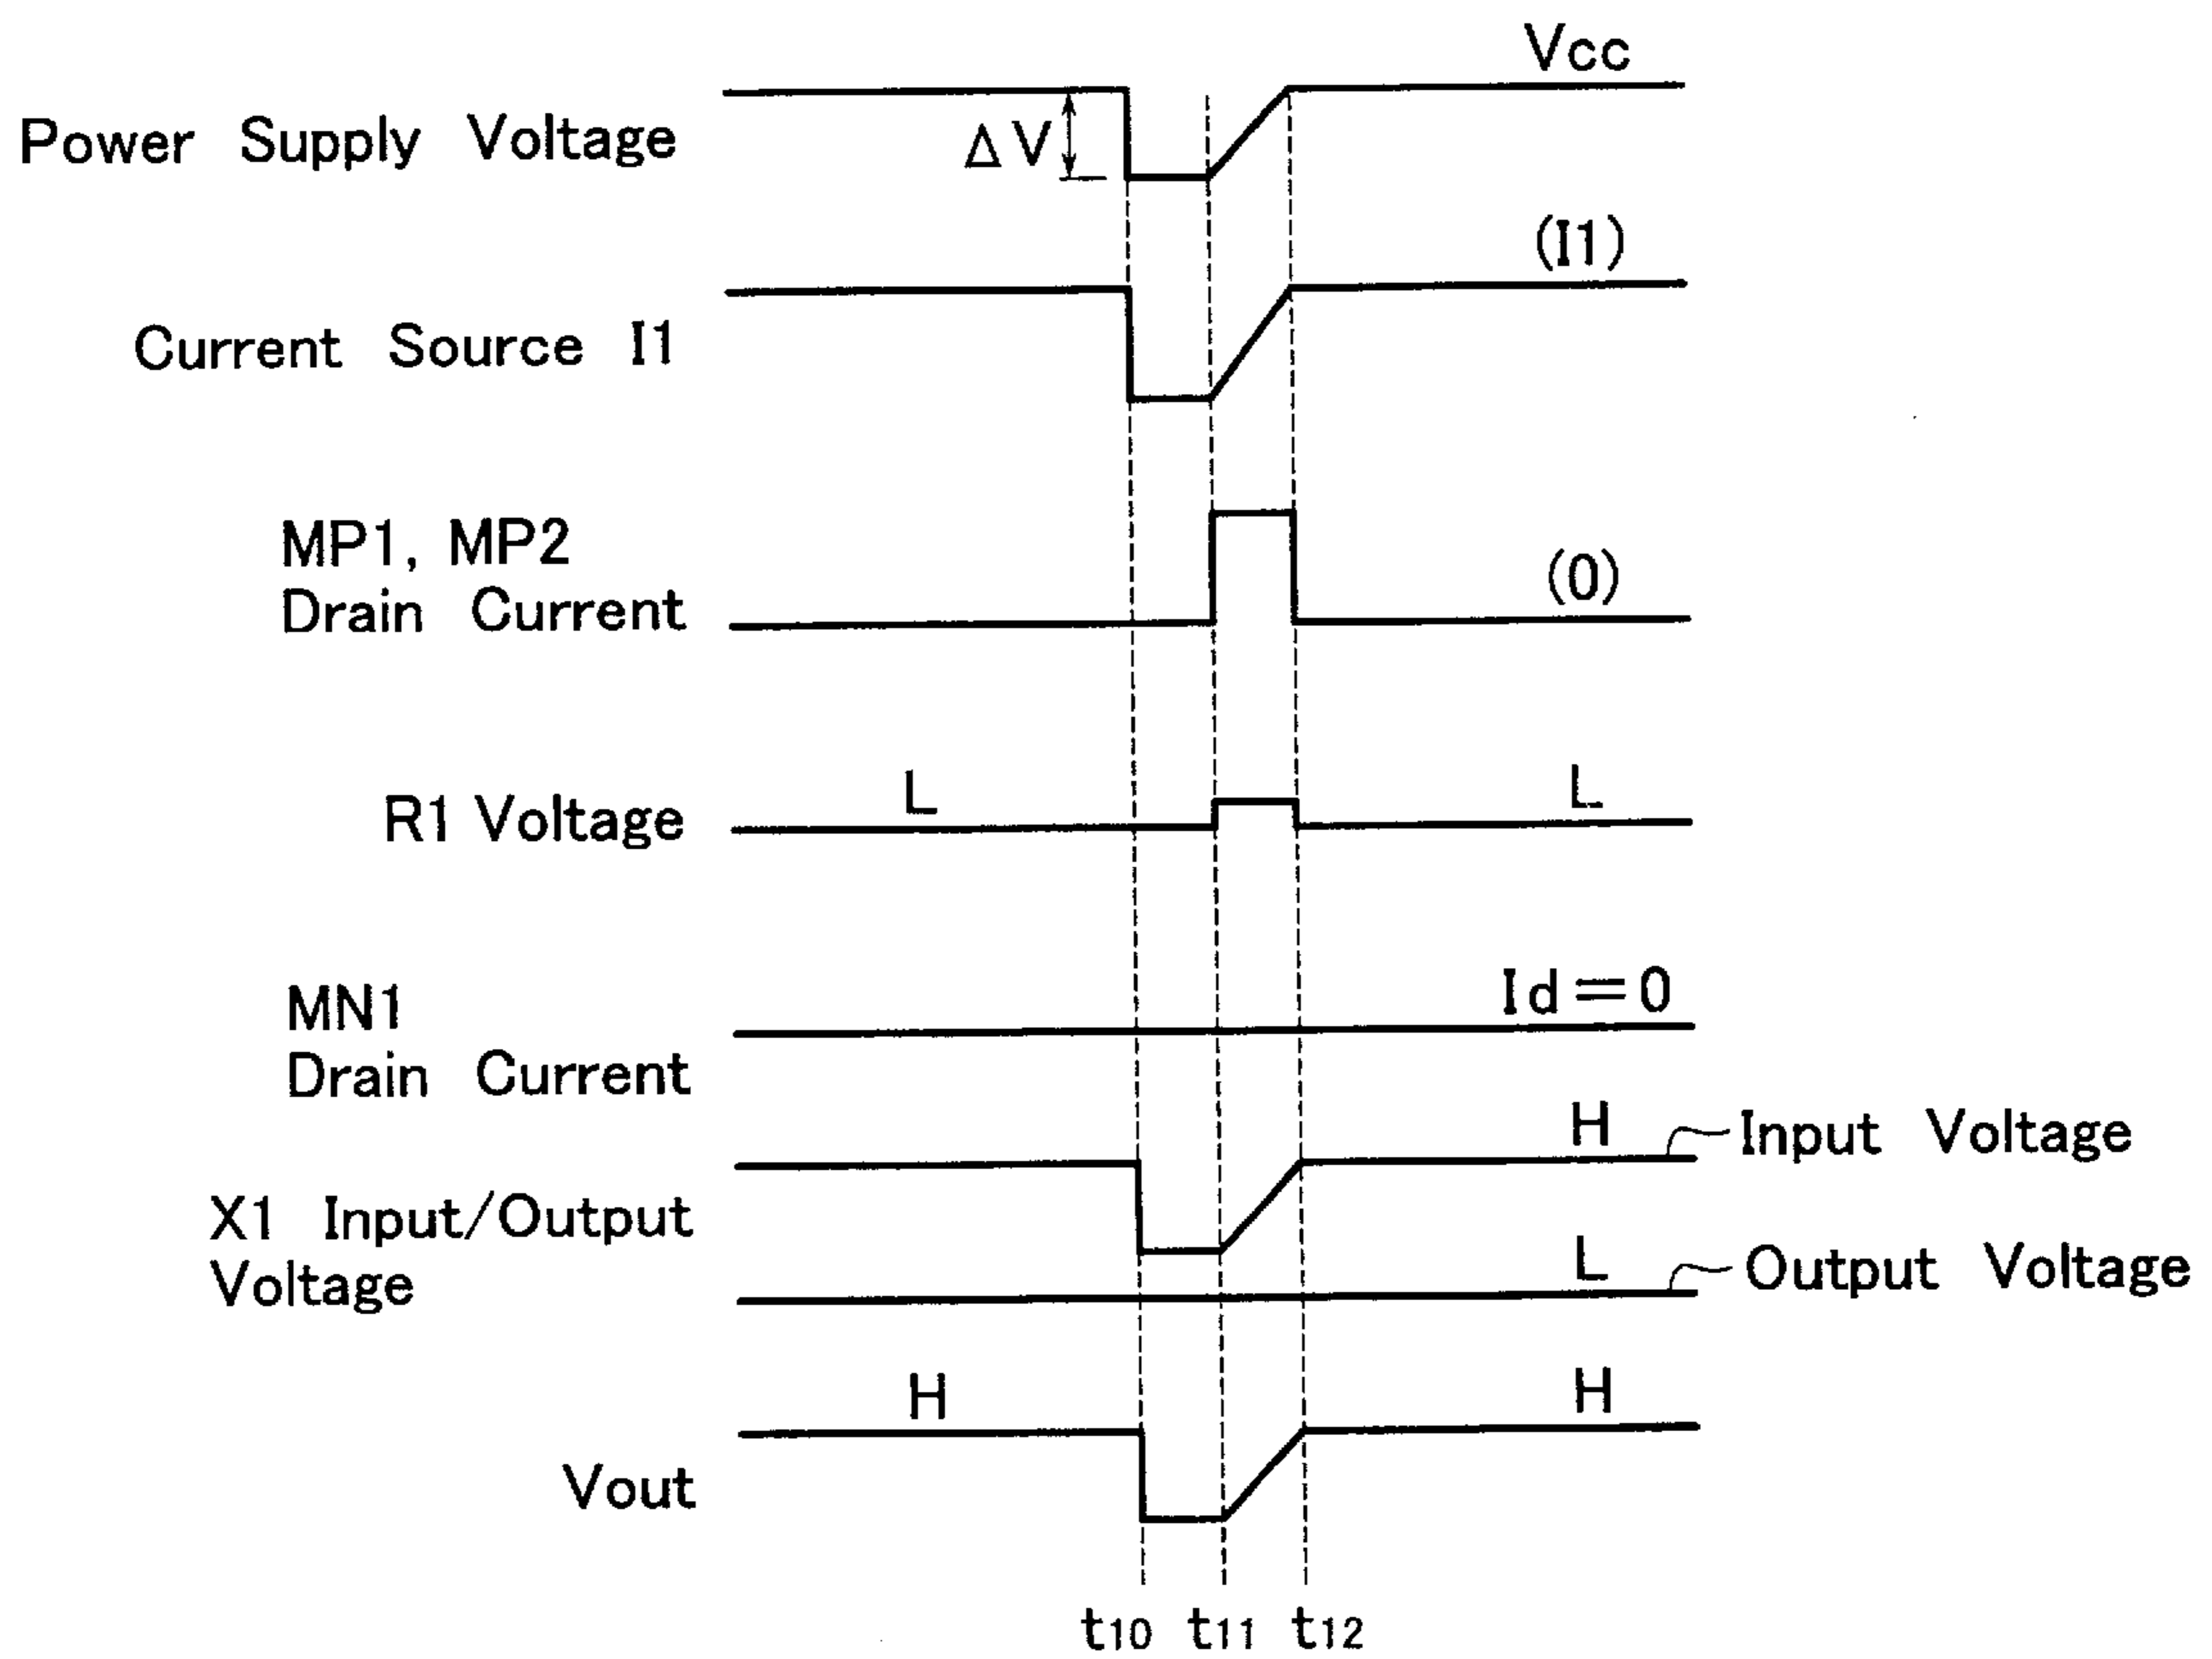 Vcc
Power Supply Voltage
ΔV
(I1)
Current Source I1
MP1, MP2
Drain Current
(0)
R1 Voltage
L
L
MN1
Drain Current
Id=0
H
Input Voltage
X1 Input/Output
Voltage
L
Output Voltage
H
H
Vout
t10 t11 t12